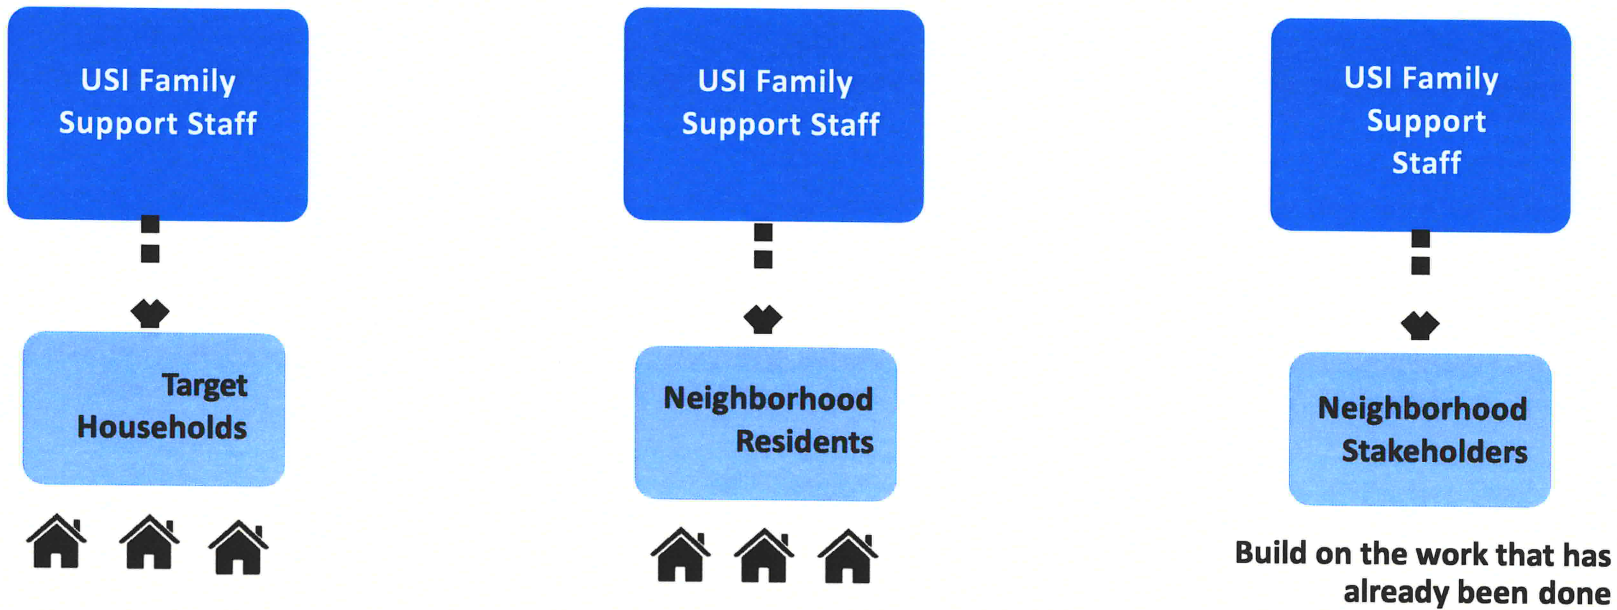 USI Family
Support Staff
Target
Households
USI Family
Support Staff
Neighborhood
Residents
USI Family
Support
Staff
Neighborhood
Stakeholders
Build on the work that has
already been done